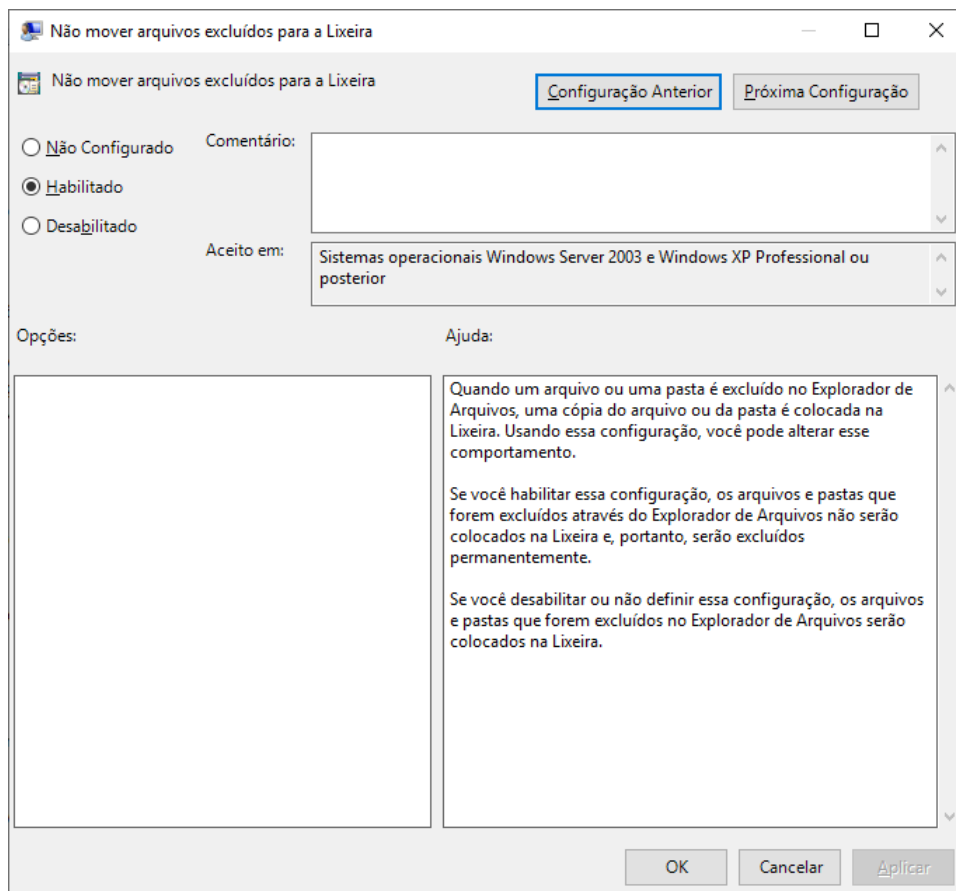 Não mover arquivos excluídos para a Lixeira
Não mover arquivos excluídos para a Lixeira
Configuração Anterior
Próxima Configuração
Não Configurado
Habilitado
Desabilitado
Comentário:
Aceito em:
Sistemas operacionais Windows Server 2003 e Windows XP Professional ou
posterior
Opções:
Ajuda:
Quando um arquivo ou uma pasta é excluído no Explorador de
Arquivos, uma cópia do arquivo ou da pasta é colocada na
Lixeira. Usando essa configuração, você pode alterar esse
comportamento.
Se você habilitar essa configuração, os arquivos e pastas que
forem excluídos através do Explorador de Arquivos não serão
colocados na Lixeira e, portanto, serão excluídos
permanentemente.
Se você desabilitar ou não definir essa configuração, os arquivos
e pastas que forem excluídos no Explorador de Arquivos serão
colocados na Lixeira.
OK
Cancelar
Aplicar